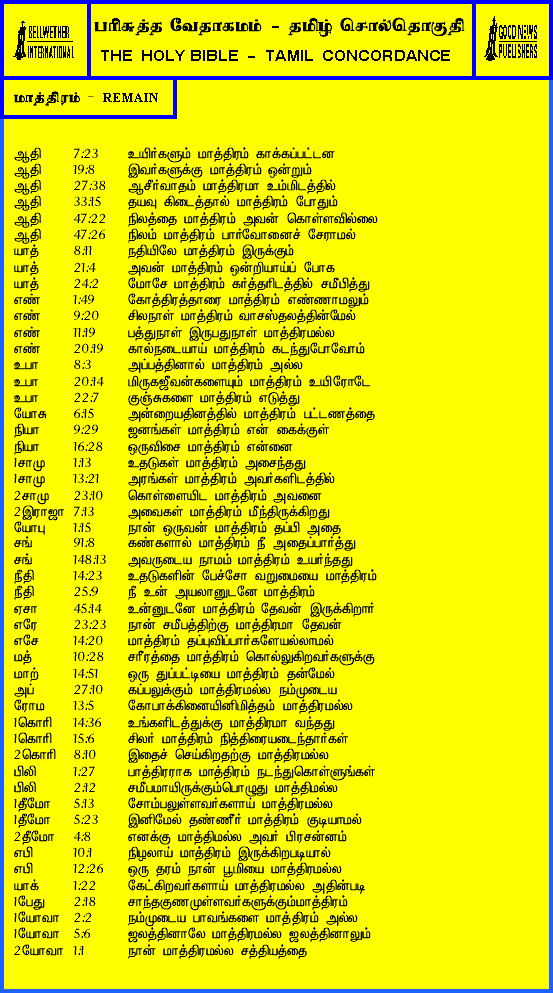 BELLWETHER INTERNATIONAL
பரிசுத்த வேதாகமம் - தமிழ் சொல்தொகுதி
THE HOLY BIBLE - TAMIL CONCORDANCE
GOOD NEWS PUBLISHERS
மாத்திரம் - REMAIN
ஆதி 7:23 உயிர்களும் மாத்திரம் காக்கப்பட்டன
ஆதி 19:8 இவர்களுக்கு மாத்திரம் ஒன்றும்
ஆதி 27:38 ஆசீர்வாதம் மாத்திரமா உம்மிடத்தில்
ஆதி 33:15 தயவு கிடைத்தால் மாத்திரம் போதும்
ஆதி 47:22 நிலத்தை மாத்திரம் அவன் கொள்ளவில்லை
ஆதி 47:26 நிலம் மாத்திரம் பார்வோனைச் சேராமல்
யாத் 8:11 நதியிலே மாத்திரம் இருக்கும்
யாத் 21:4 அவன் மாத்திரம் ஒன்றியாய்ப் போக
யாத் 24:2 மோசே மாத்திரம் கர்த்தரிடத்தில் சமீபித்து
எண் 1:49 கோத்திரத்தாரை மாத்திரம் எண்ணாமலும்
எண் 9:20 சிலநாள் மாத்திரம் வாசஸ்தலத்தின்மேல்
எண் 11:19 பத்துநாள் இருபதுநாள் மாத்திரமல்ல
எண் 20:19 கால்நடையாய் மாத்திரம் கடந்துபோவோம்
உபா 8:3 அப்பத்தினால் மாத்திரம் அல்ல
உபா 20:14 மிருகஜீவன்களையும் மாத்திரம் உயிரோடே
உபா 22:7 குஞ்சுகளை மாத்திரம் எடுத்து
யோசு 6:15 அன்றையதினத்தில் மாத்திரம் பட்டணத்தை
நியா 9:29 ஜனங்கள் மாத்திரம் என் கைக்குள்
நியா 16:28 ஒருவிசை மாத்திரம் என்னை
1சாமு 1:13 உதடுகள் மாத்திரம் அசைந்தது
1சாமு 13:21 அரங்கள் மாத்திரம் அவர்களிடத்தில்
2சாமு 23:10 கொள்ளையிட மாத்திரம் அவனை
2இராஜா 7:13 அவைகள் மாத்திரம் மீந்திருக்கிறது
யோபு 1:15 நான் ஒருவன் மாத்திரம் தப்பி அதை
சங் 91:8 கண்களால் மாத்திரம் நீ அதைப்பார்த்து
சங் 148:13 அவருடைய நாமம் மாத்திரம் உயர்ந்தது
நீதி 14:23 உதடுகளின் பேச்சோ வறுமையை மாத்திரம்
நீதி 25:9 நீ உன் அயலானுடனே மாத்திரம்
ஏசா 45:14 உன்னுடனே மாத்திரம் தேவன் இருக்கிறார்
எரே 23:23 நான் சமீபத்திற்கு மாத்திரமா தேவன்
எசே 14:20 மாத்திரம் தப்புவிப்பார்களேயல்லாமல்
மத் 10:28 சரீரத்தை மாத்திரம் கொல்லுகிறவர்களுக்கு
மாற் 14:51 ஒரு துப்பட்டியை மாத்திரம் தன்மேல்
அப் 27:10 கப்பலுக்கும் மாத்திரமல்ல நம்முடைய
ரோம 13:5 கோபாக்கினையினிமித்தம் மாத்திரமல்ல
1கொரி 14:36 உங்களிடத்துக்கு மாத்திரமா வந்தது
1கொரி 15:6 சிலர் மாத்திரம் நித்திரையடைந்தார்கள்
2கொரி 8:10 இதைச் செய்கிறதற்கு மாத்திரமல்ல
பிலி 1:27 பாத்திரராக மாத்திரம் நடந்துகொள்ளுங்கள்
பிலி 2:12 சமீபமாயிருக்கும்பொழுது மாத்திமல்ல
1தீமோ 5:13 சோம்பலுள்ளவர்களாய் மாத்திரமல்ல
1தீமோ 5:23 இனிமேல் தண்ணீர் மாத்திரம் குடியாமல்
2தீமோ 4:8 எனக்கு மாத்திமல்ல அவர் பிரசன்னம்
எபி 10:1 நிழலாய் மாத்திரம் இருக்கிறபடியால்
எபி 12:26 ஒரு தரம் நான் பூமியை மாத்திரமல்ல
யாக் 1:22 கேட்கிறவர்களாய் மாத்திரமல்ல அதின்படி
1பேது 2:18 சாந்தகுணமுள்ளவர்களுக்கும்மாத்திரம்
1யோவா 2:2 நம்முடைய பாவங்களை மாத்திரம் அல்ல
1யோவா 5:6 ஜலத்தினாலே மாத்திரமல்ல ஜலத்தினாலும்
2யோவா 1:1 நான் மாத்திரமல்ல சத்தியத்தை